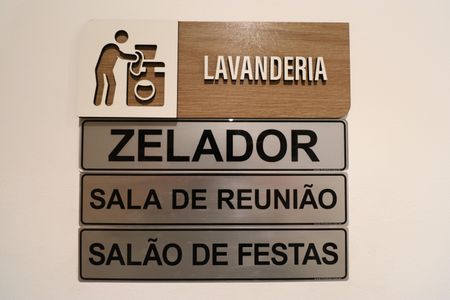 LAVANDERIA
ZELADOR
SALA DE REUNIÃO
SALÃO DE FESTAS